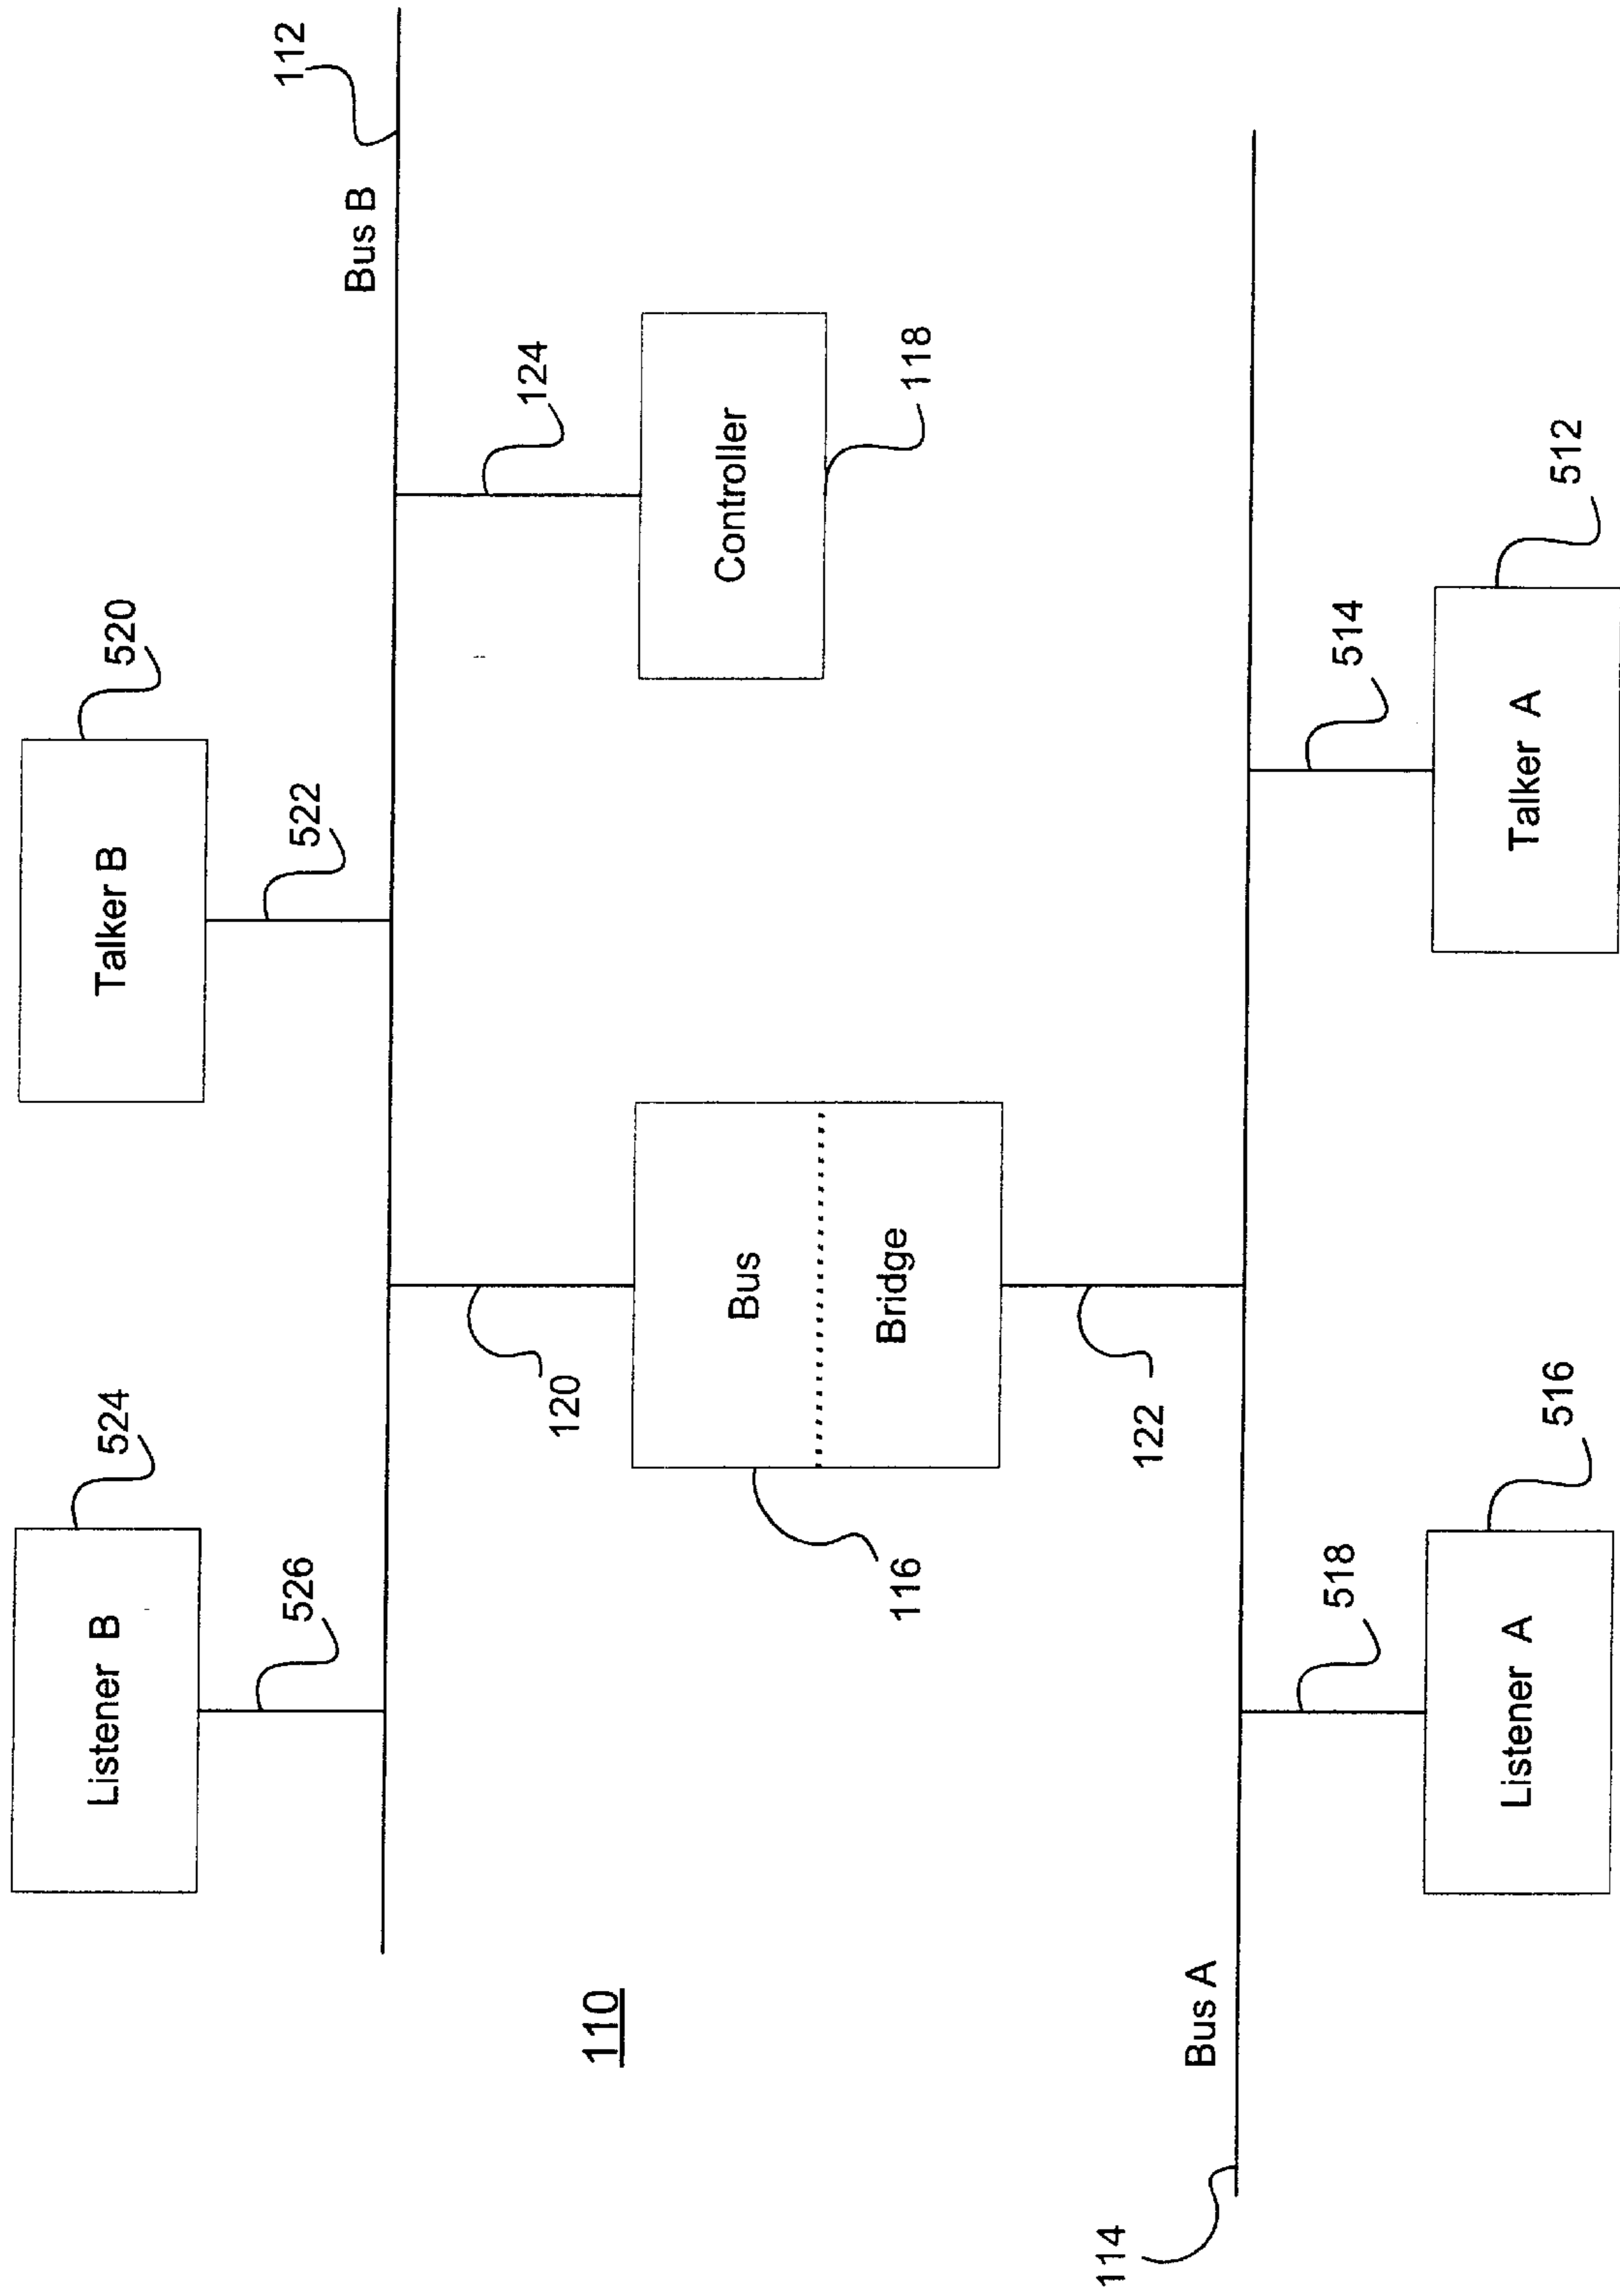 Listener B
524
526
Talker B
520
522
Bus B
112
120
124
Controller
118
Bus
Bridge
116
110
122
Bus A
114
518
Listener A
516
514
Talker A
512